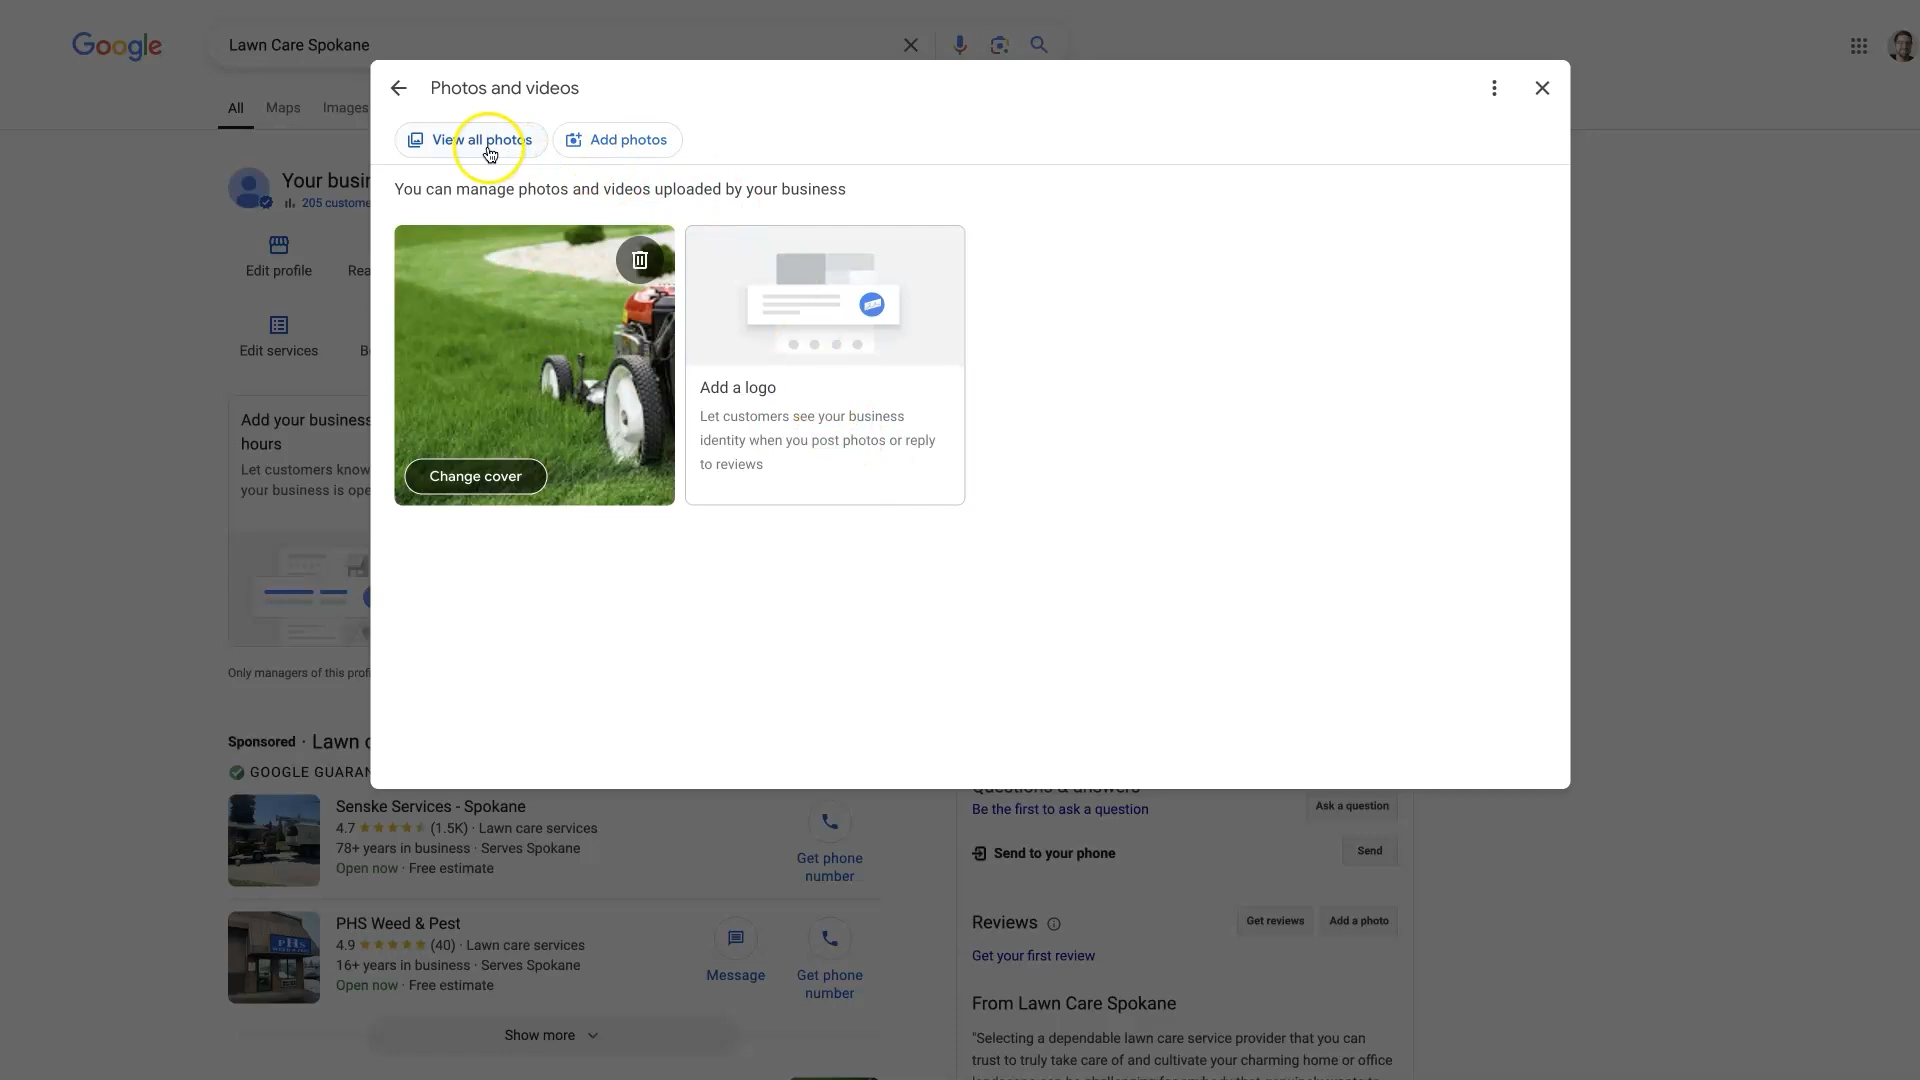 Google
Lawn Care Spokane
All Maps Images
Photos and videos
View all photos
Add photos
You can manage photos and videos uploaded by your business
Your busin
205 custome
Edit profile
Rea
Edit services
B
Change cover
Add a logo
Let customers see your business
identity when you post photos or reply
to reviews
Add your business
hours
Let customers know
your business is ope
Only managers of this profi
Sponsored · Lawn c
GOOGLE GUARAN
Senske Services - Spokane
4.7 (1.5K) · Lawn care services
78+ years in business · Serves Spokane
Open now · Free estimate
Get phone
number
PHS Weed & Pest
4.9 (40) · Lawn care services
16+ years in business · Serves Spokane
Open now · Free estimate
Message
Get phone
number
Show more
Questions & answers
Be the first to ask a question
Ask a question
Send to your phone
Send
Reviews
Get reviews
Add a photo
Get your first review
From Lawn Care Spokane
"Selecting a dependable lawn care service provider that you can
trust to truly take care of and cultivate your charming home or office